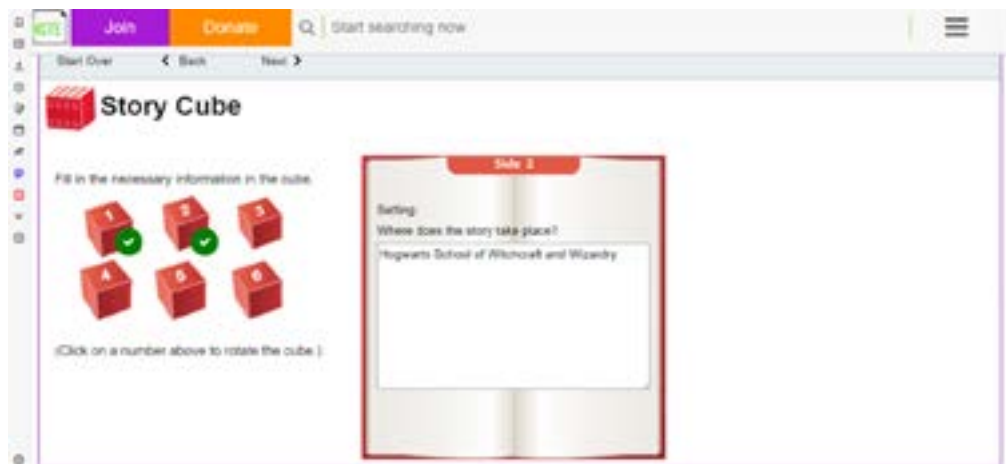 Join
Donate
Start searching now
Start Over
Back
Next
Story Cube
Fill in the necessary information in the cube.
1
2
3
4
5
6
(Click on a number above to rotate the cube.)
Side 2
Setting:
Where does the story take place?
Hogwarts School of Witchcraft and Wizardry